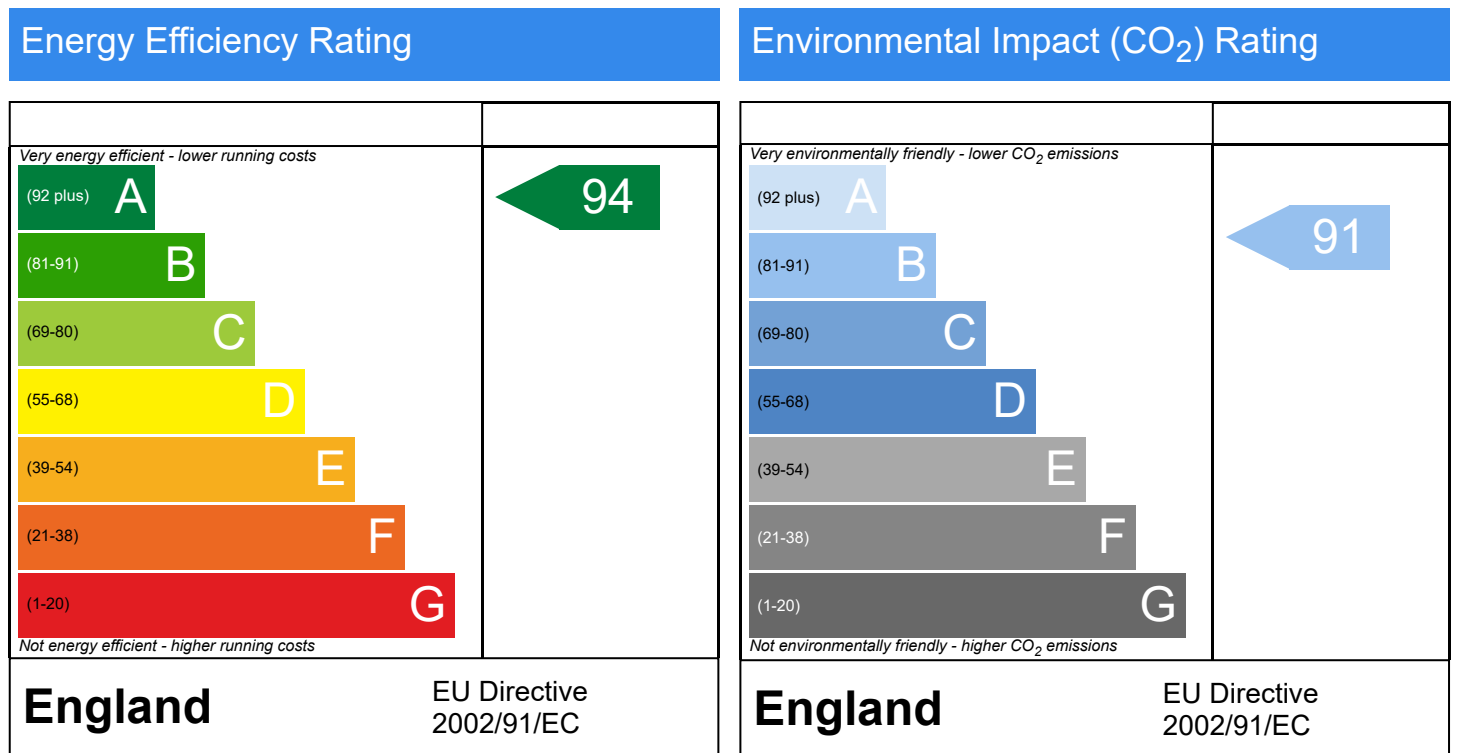 Energy Efficiency Rating
Very energy efficient - lower running costs
(92 plus) A
94
(81-91) B
(69-80) C
(55-68) D
(39-54) E
(21-38) F
(1-20) G
Not energy efficient - higher running costs
England
EU Directive
2002/91/EC
Environmental Impact (CO2) Rating
Very environmentally friendly - lower CO2 emissions
(92 plus) A
91
(81-91) B
(69-80) C
(55-68) D
(39-54) E
(21-38) F
(1-20) G
Not environmentally friendly - higher CO2 emissions
England
EU Directive
2002/91/EC